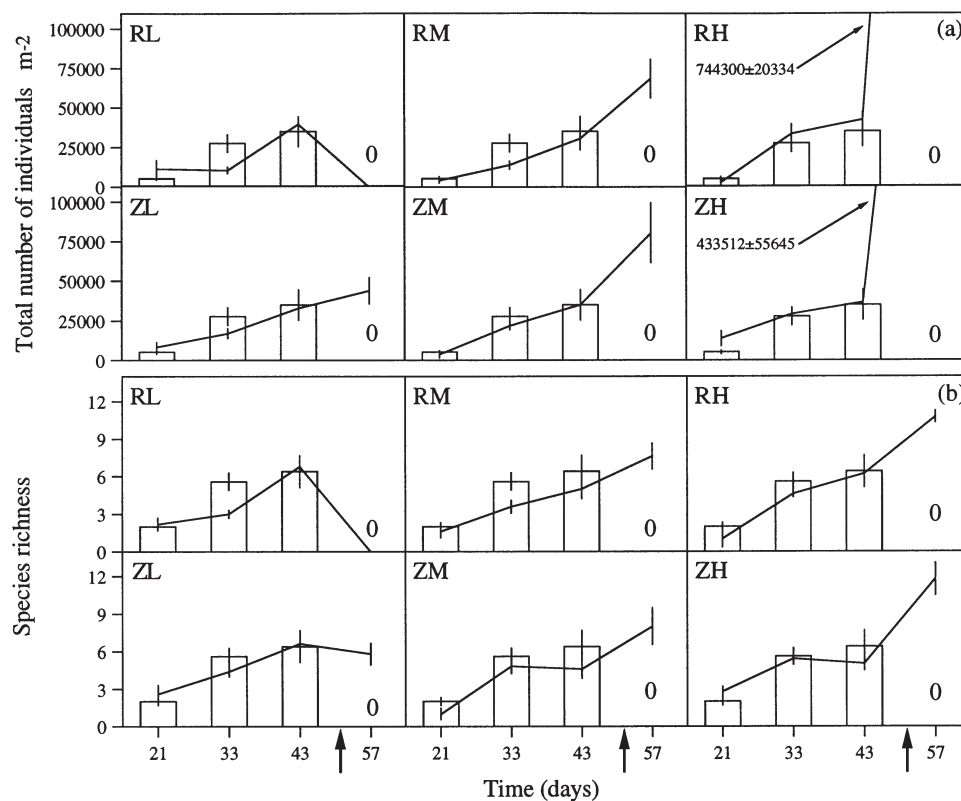 Total number of individuals m-2
100000
75000
50000
25000
0
RL
0
RM
0
RH
(a)
744300±20334
0
100000
75000
50000
25000
0
ZL
0
ZM
0
ZH
433512±55645
0
Species richness
12
9
6
3
0
RL
0
RM
0
RH
(b)
0
12
9
6
3
0
ZL
0
ZM
0
ZH
0
21 33 43 57 21 33 43 57 21 33 43 57
Time (days)